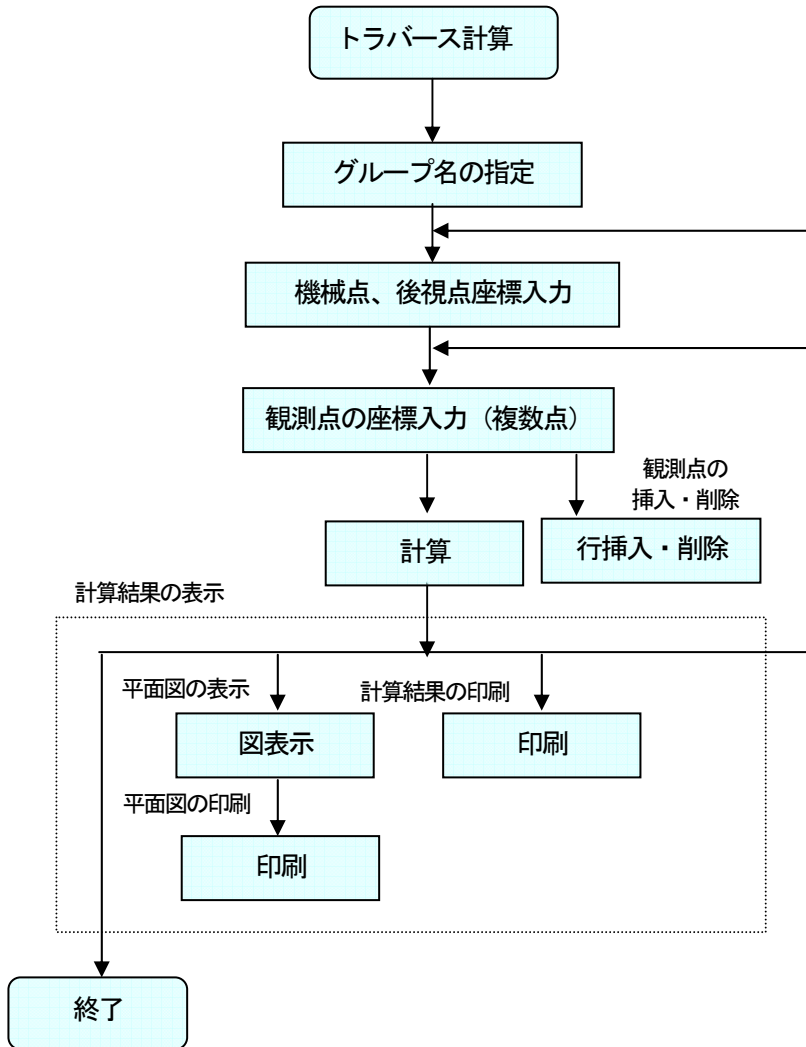 トラバース計算
グループ名の指定
機械点、後視点座標入力
観測点の座標入力（複数点）
観測点の
挿入・削除
計算
行挿入・削除
計算結果の表示
平面図の表示
計算結果の印刷
図表示
印刷
平面図の印刷
印刷
終了